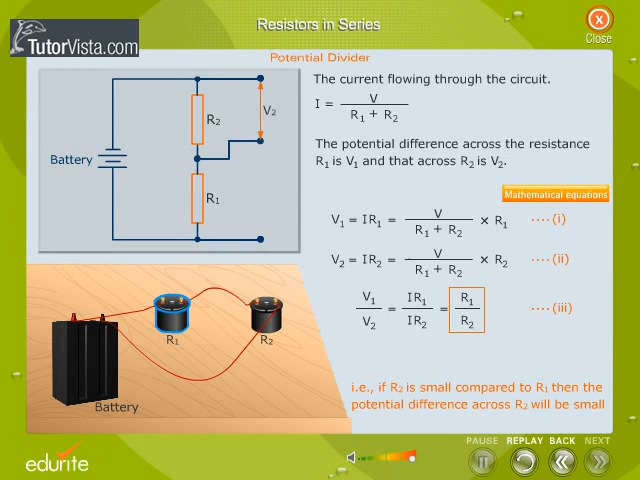 Resistors in Series
Close
TutorVista.com
Potential Divider
The current flowing through the circuit.
I = V / R₁ + R₂
The potential difference across the resistance
R₁ is V₁ and that across R₂ is V₂.
Battery
R₂
V₂
R₁
Mathematical equations
V₁ = IR₁ = V / R₁ + R₂ × R₁ ····(i)
V₂ = IR₂ = V / R₁ + R₂ × R₂ ····(ii)
V₁ / V₂ = IR₁ / IR₂ = R₁ / R₂ ····(iii)
R₁
R₂
Battery
i.e., if R₂ is small compared to R₁ then the
potential difference across R₂ will be small
PAUSE REPLAY BACK NEXT
edurite